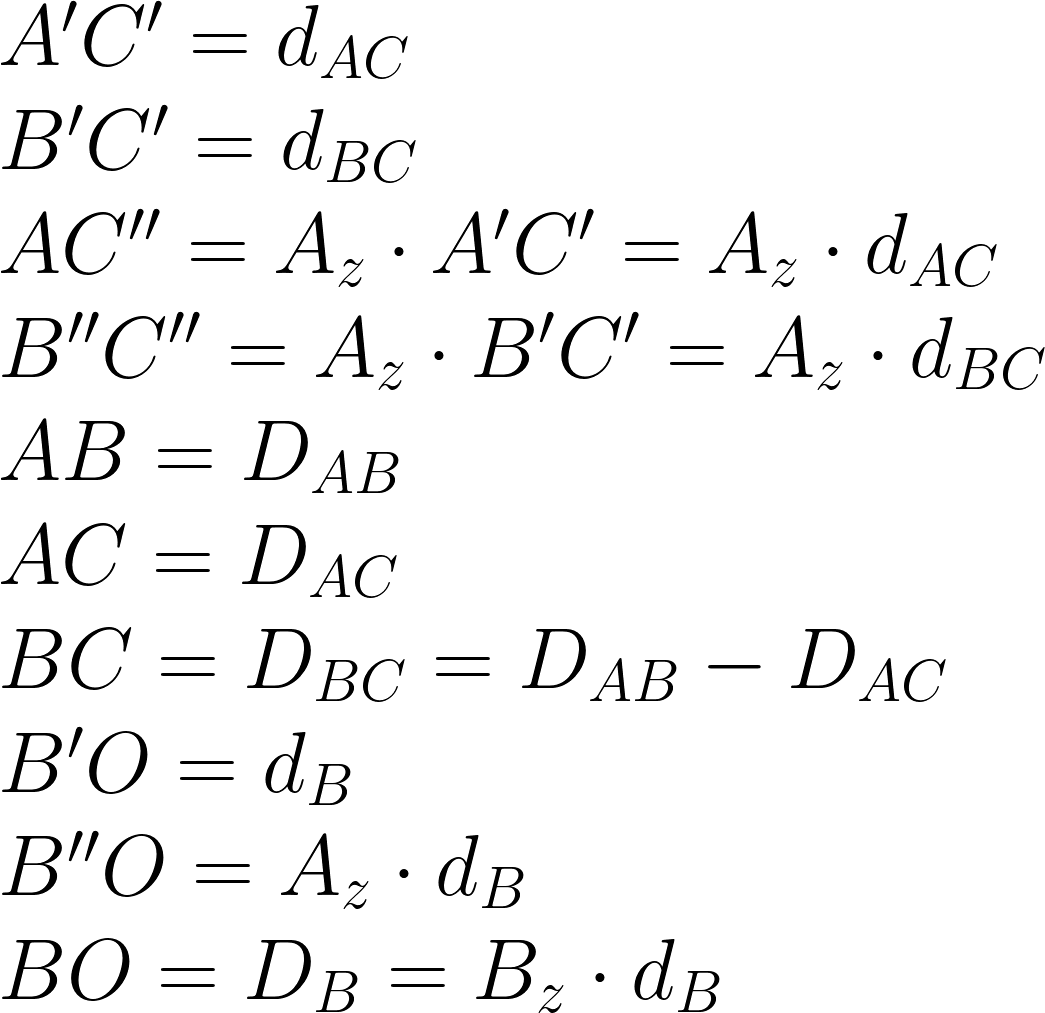 A′C′ = d_{AC}
B′C′ = d_{BC}
AC″ = A_z · A′C′ = A_z · d_{AC}
B″C″ = A_z · B′C′ = A_z · d_{BC}
AB = D_{AB}
AC = D_{AC}
BC = D_{BC} = D_{AB} − D_{AC}
B′O = d_B
B″O = A_z · d_B
BO = D_B = B_z · d_B